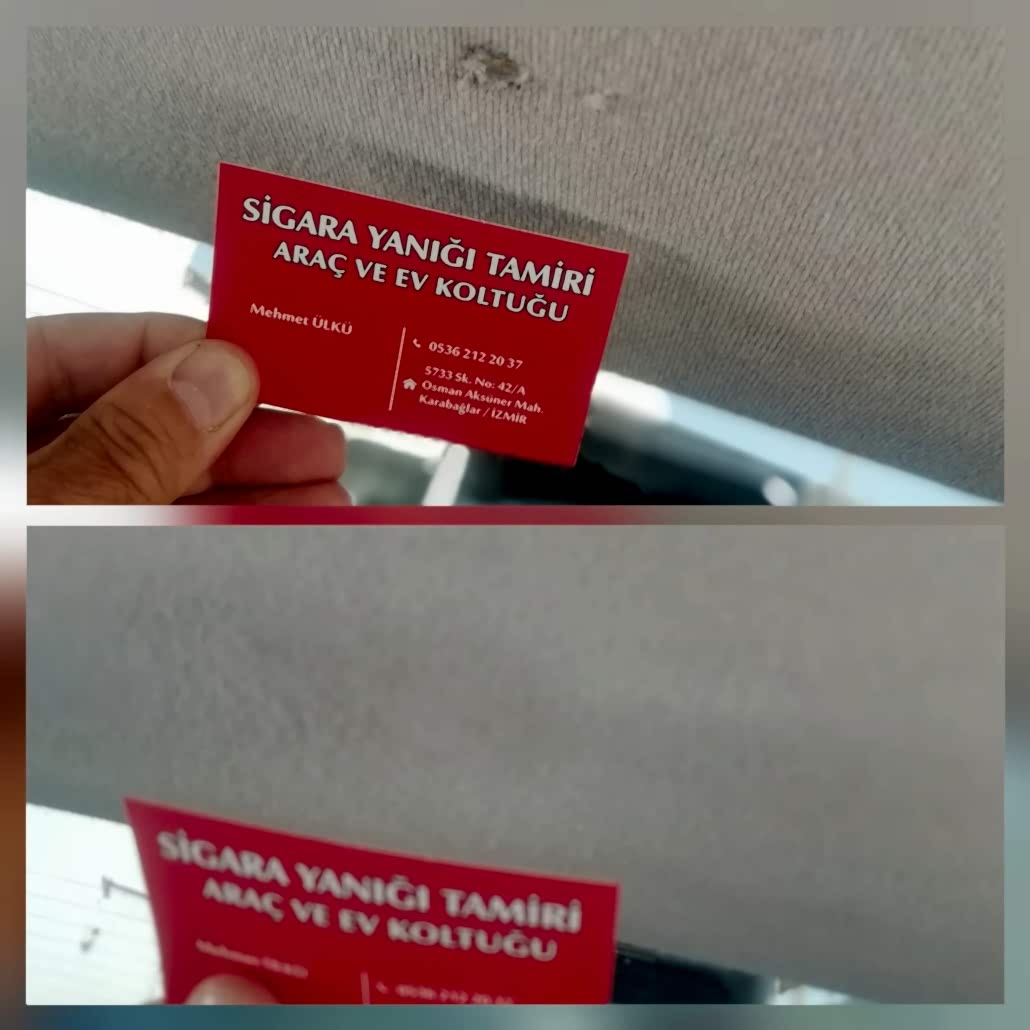 SİGARA YANIĞI TAMİRİ
ARAÇ VE EV KOLTUĞU
Mehmet ÜLKÜ
0536 212 20 37
5733 Sk. No: 42/A
Osman Aksüner Mah.
Karabağlar / İZMİR
SİGARA YANIĞI TAMİRİ
ARAÇ VE EV KOLTUĞU